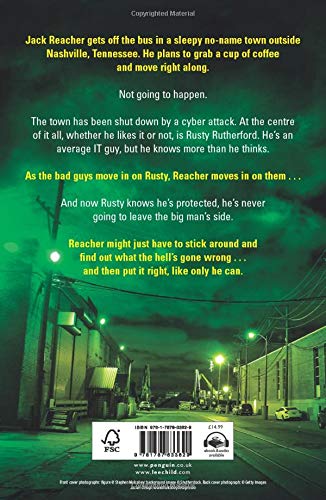 Jack Reacher gets off the bus in a sleepy no-name town outside
Nashville, Tennessee. He plans to grab a cup of coffee
and move right along.
Not going to happen.
The town has been shut down by a cyber attack. At the centre
of it all, whether he likes it or not, is Rusty Rutherford. He's an
average IT guy, but he knows more than he thinks.
As the bad guys move in on Rusty, Reacher moves in on them . . .
And now Rusty knows he's protected, he's never
going to leave the big man's side.
Reacher might just have to stick around and
find out what the hell's gone wrong . . .
and then put it right, like only he can.
FSC
£14.99
www.penguin.co.uk
www.leechild.com